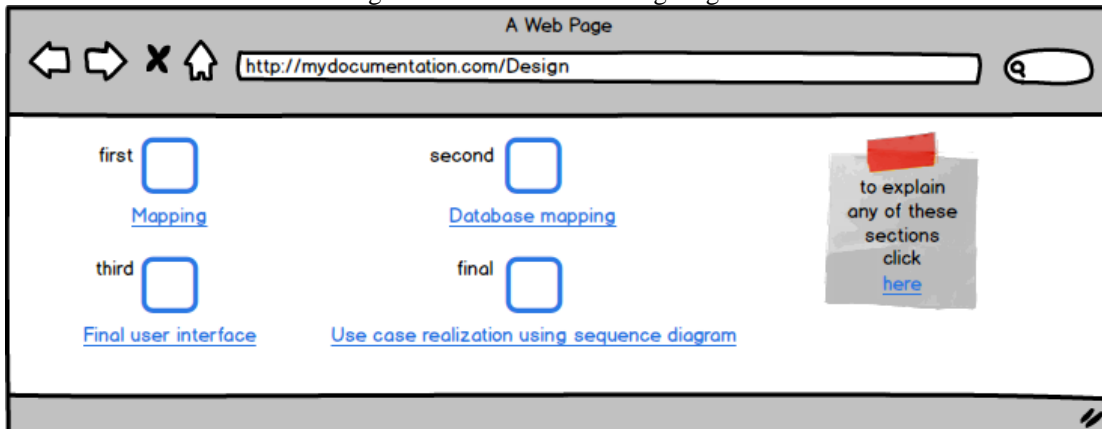 A Web Page
http://mydocumentation.com/Design
first
second
Mapping
Database mapping
third
final
Final user interface
Use case realization using sequence diagram
to explain
any of these
sections
click
here